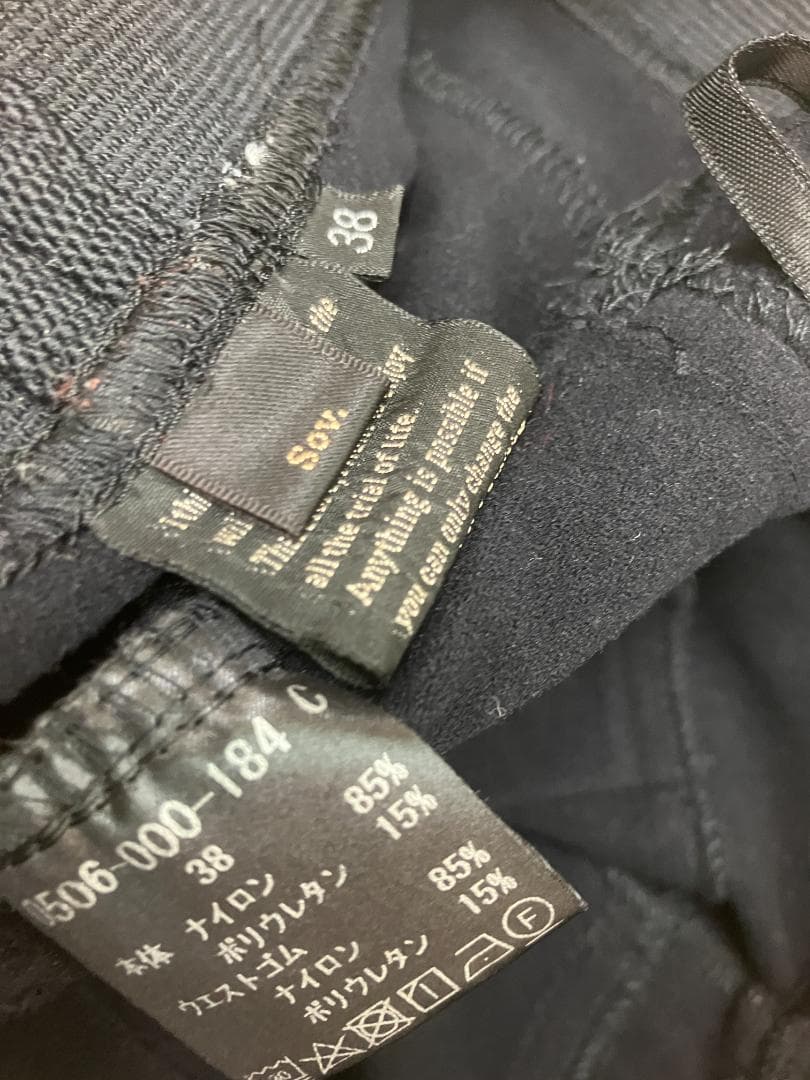 38
Sov.
the
all the trial of life.
Anything is possible if
you can only change the
0506-000-184 C
38
本体 ナイロン 85%
ポリウレタン 15%
ウエストゴム
ナイロン 85%
ポリウレタン 15%
F